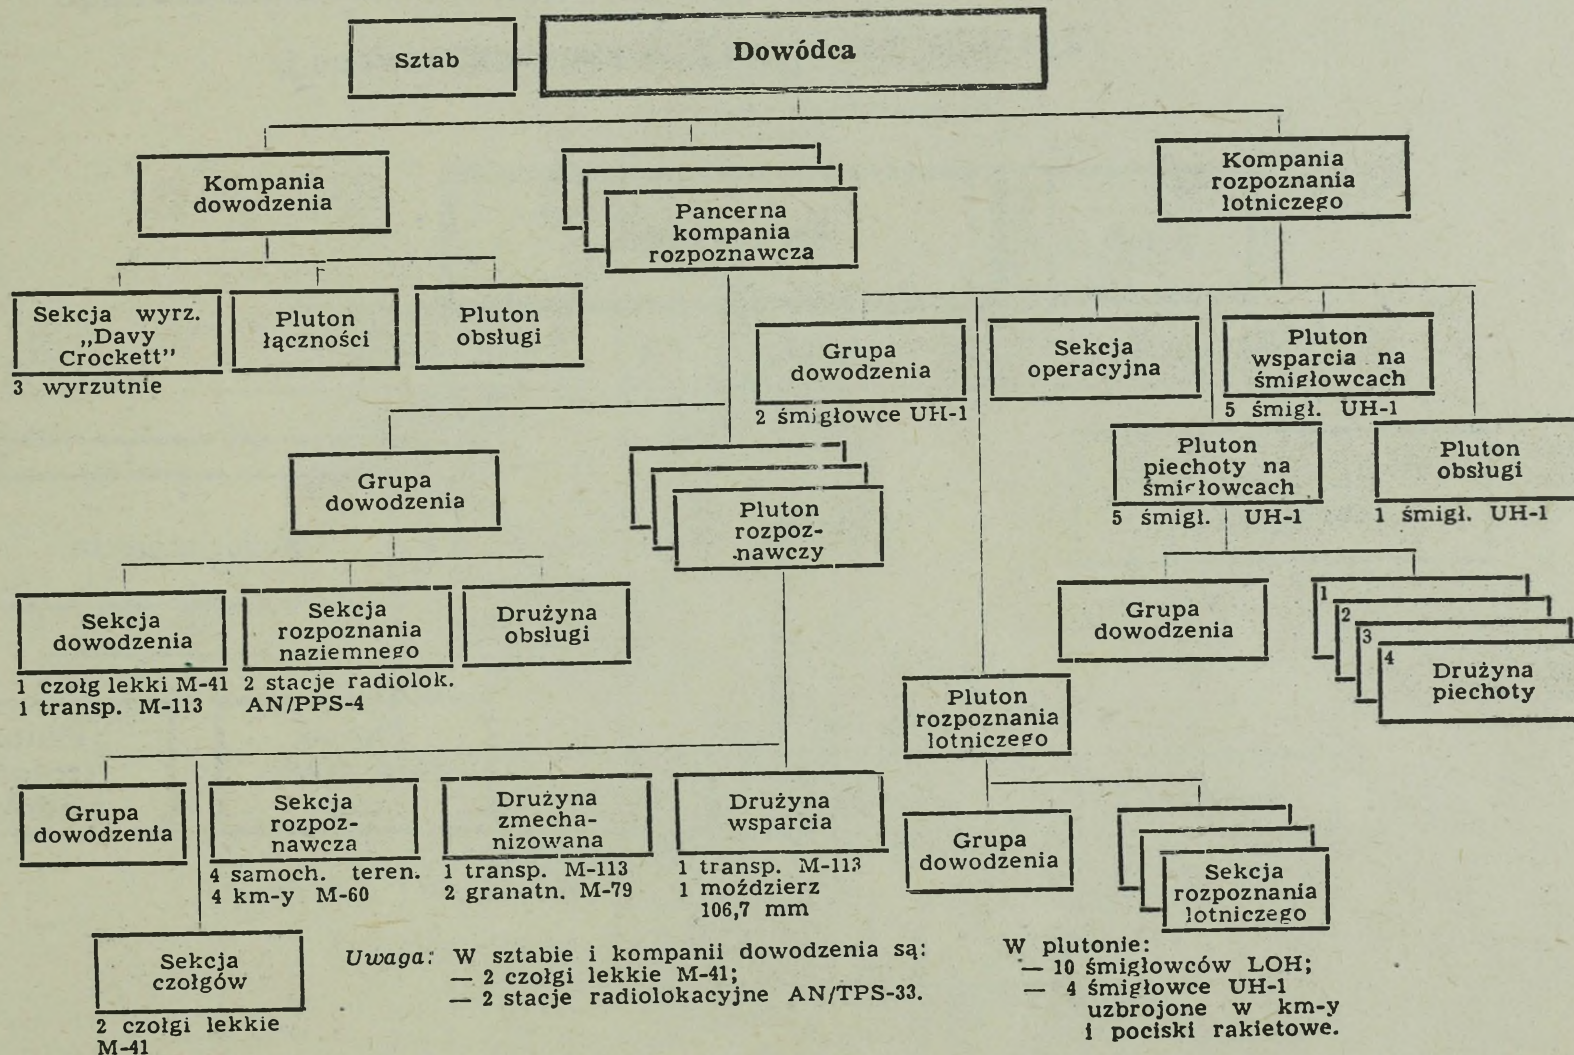 Sztab
Dowódca
Kompania
dowodzenia
Pancerna
kompania
rozpoznawcza
Kompania
rozpoznania
lotniczego
Sekcja wyrz.
„Davy
Crockett”
3 wyrzutnie
Pluton
łączności
Pluton
obsługi
Grupa
dowodzenia
2 śmigłowce UH-1
Sekcja
operacyjna
Pluton
wsparcia na
śmigłowcach
5 śmigł. UH-1
Grupa
dowodzenia
Pluton
rozpoz-
nawczy
Pluton
piechoty na
śmigłowcach
5 śmigł. UH-1
Pluton
obsługi
1 śmigł. UH-1
Sekcja
dowodzenia
1 czołg lekki M-41
1 transp. M-113
Sekcja
rozpoznania
naziemnego
2 stacje radiolok.
AN/PPS-4
Drużyna
obsługi
Grupa
dowodzenia
1
2
3
4
Drużyna
piechoty
Pluton
rozpoznania
lotniczego
Grupa
dowodzenia
Sekcja
rozpoz-
nawcza
4 samoch. teren.
4 km-y M-60
Drużyna
zmecha-
nizowana
1 transp. M-113
2 granatn. M-79
Drużyna
wsparcia
1 transp. M-113
1 moździerz
106,7 mm
Grupa
dowodzenia
Sekcja
rozpoznania
lotniczego
Sekcja
czołgów
2 czołgi lekkie
M-41
Uwaga: W sztabie i kompanii dowodzenia są:
— 2 czołgi lekkie M-41;
— 2 stacje radiolokacyjne AN/TPS-33.
W plutonie:
— 10 śmigłowców LOH;
— 4 śmigłowce UH-1
uzbrojone w km-y
i pociski rakietowe.